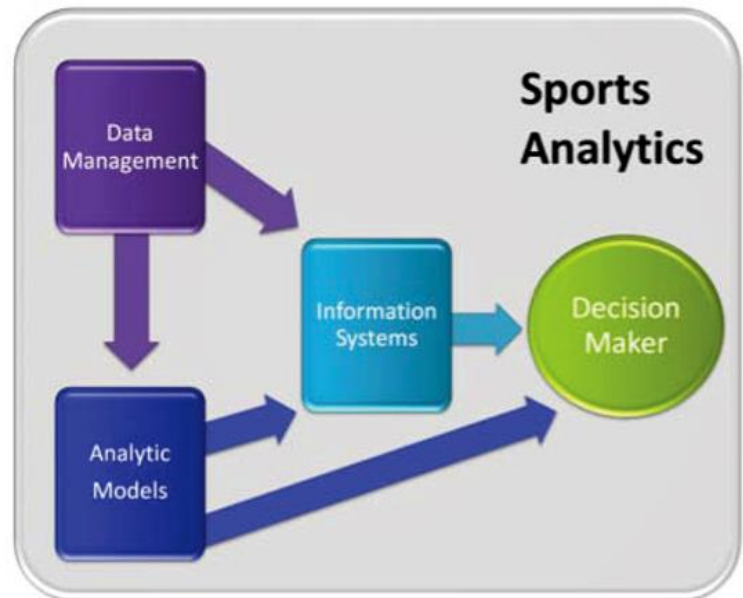 Sports
Analytics
Data
Management
Information
Systems
Decision
Maker
Analytic
Models